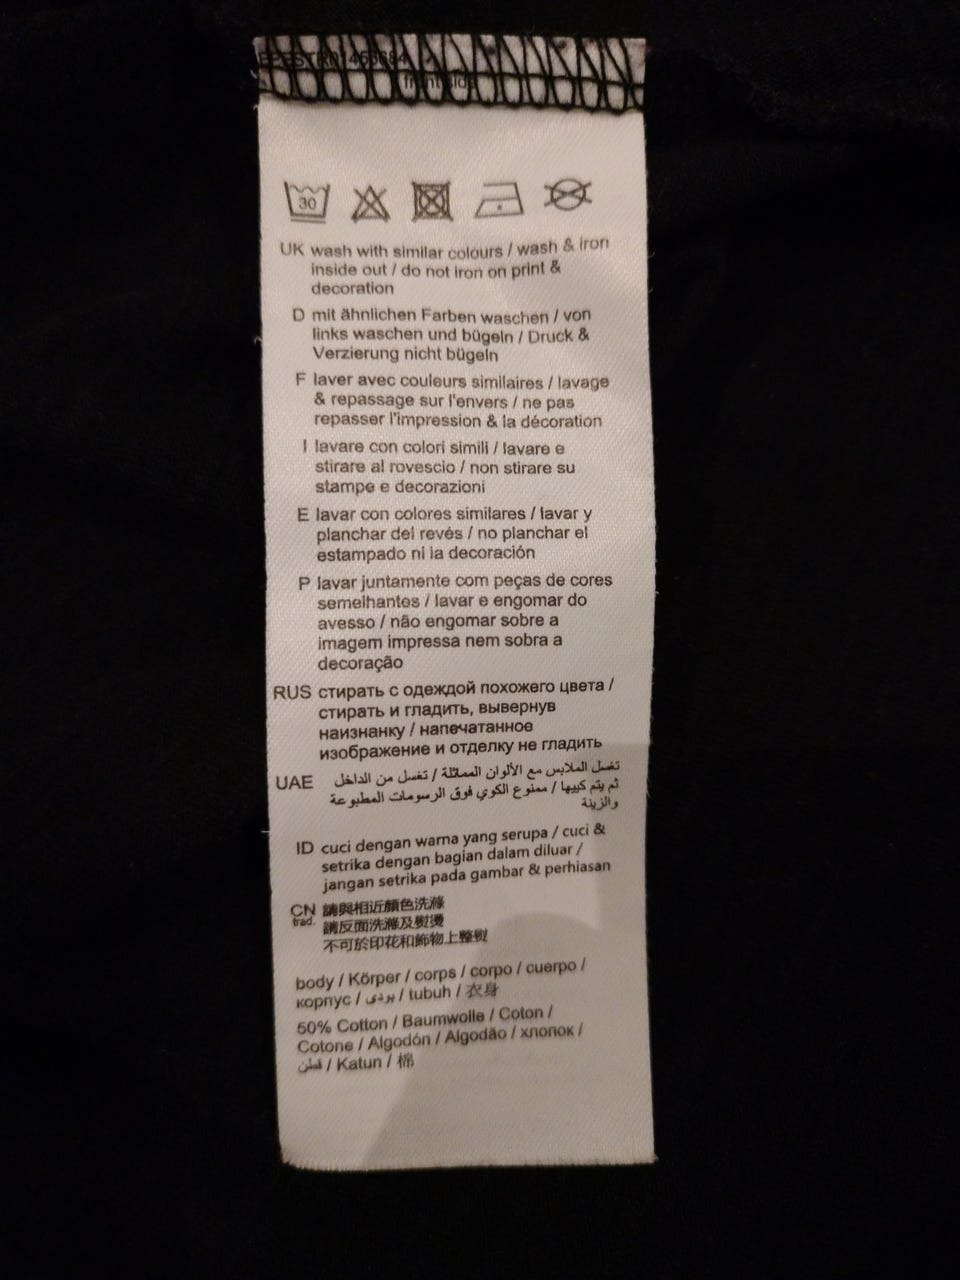 front side
30
UK wash with similar colours / wash & iron
inside out / do not iron on print &
decoration
D mit ähnlichen Farben waschen / von
links waschen und bügeln / Druck &
Verzierung nicht bügeln
F laver avec couleurs similaires / lavage
& repassage sur l'envers / ne pas
repasser l'impression & la décoration
I lavare con colori simili / lavare e
stirare al rovescio / non stirare su
stampe e decorazioni
E lavar con colores similares / lavar y
planchar del revés / no planchar el
estampado ni la decoración
P lavar juntamente com peças de cores
semelhantes / lavar e engomar do
avesso / não engomar sobre a
imagem impressa nem sobra a
decoração
RUS стирать с одеждой похожего цвета /
стирать и гладить, вывернув
наизнанку / напечатанное
изображение и отделку не гладить
UAE تغسل الملابس مع الألوان المماثلة / تغسل من الداخل
ثم يتم كييها / ممنوع الكوي فوق الرسومات المطبوعة
والزينة
ID cuci dengan warna yang serupa / cuci &
setrika dengan bagian dalam diluar /
jangan setrika pada gambar & perhiasan
CN 請與相近顏色洗滌
trad. 請反面洗滌及熨燙
不可於印花和飾物上整熨
body / Körper / corps / corpo / cuerpo /
корпус / بودى / tubuh / 衣身
50% Cotton / Baumwolle / Coton /
Cotone / Algodón / Algodão / хлопок /
قطن / Katun / 棉